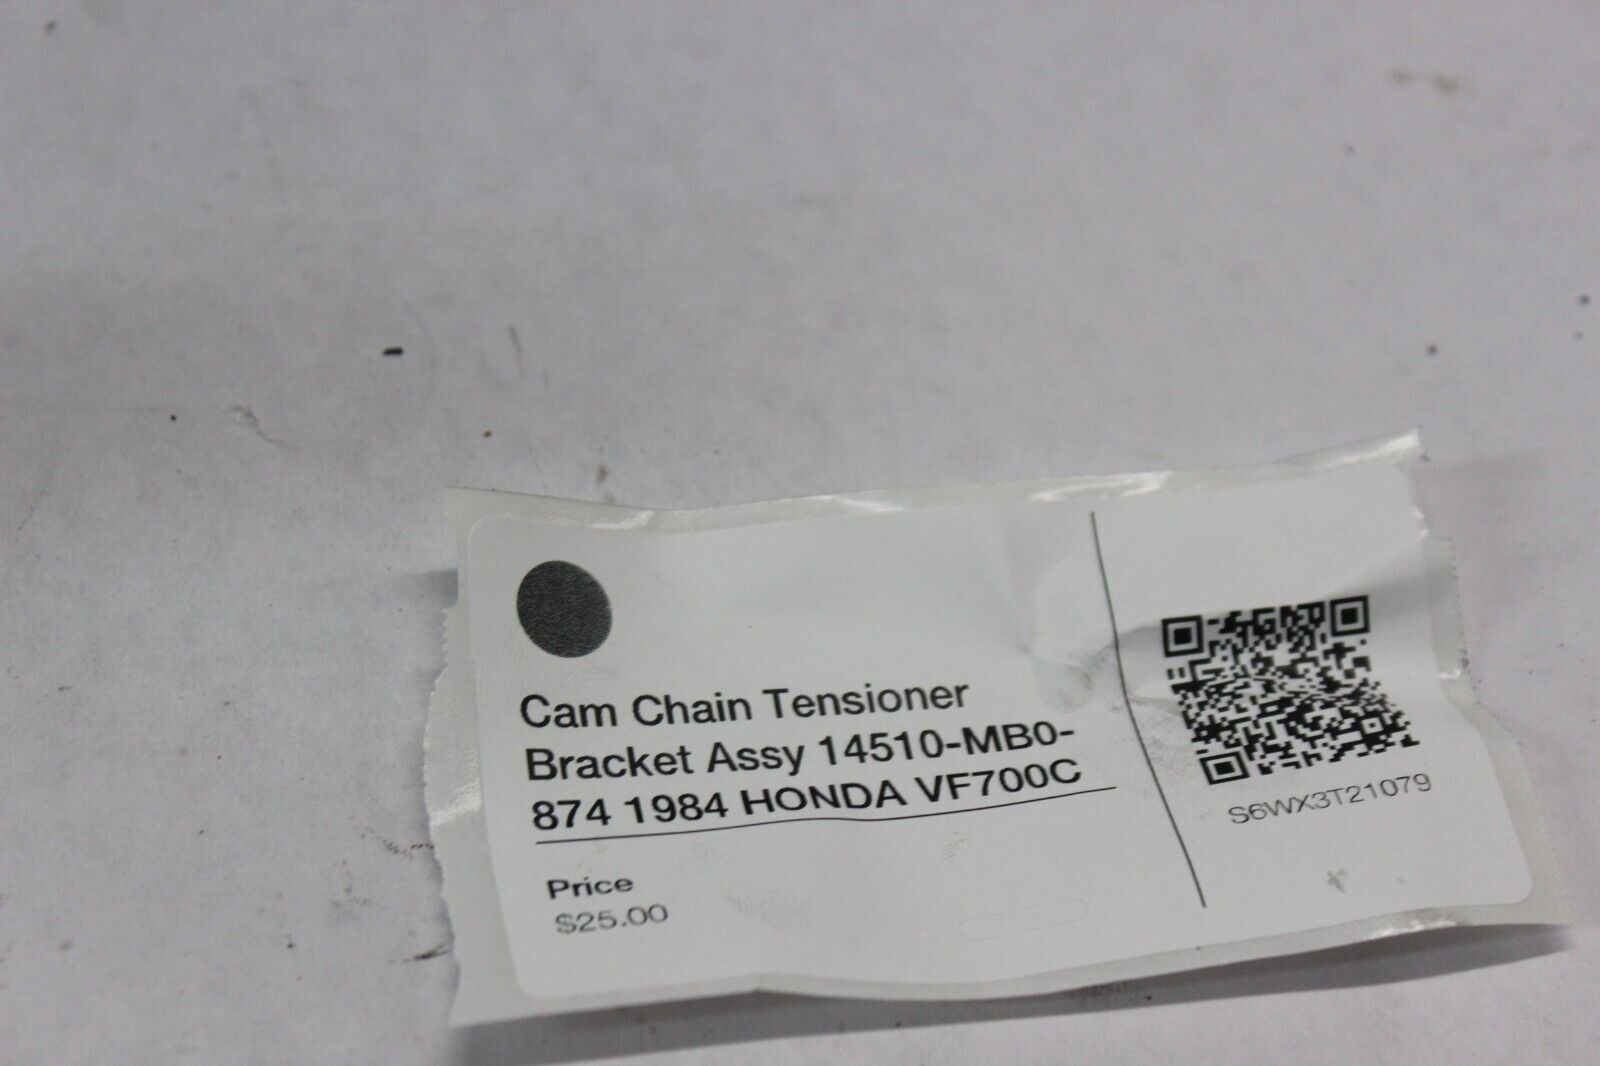 Cam Chain Tensioner
Bracket Assy 14510-MB0-
874 1984 HONDA VF700C
Price
$25.00
S6WX3T21079